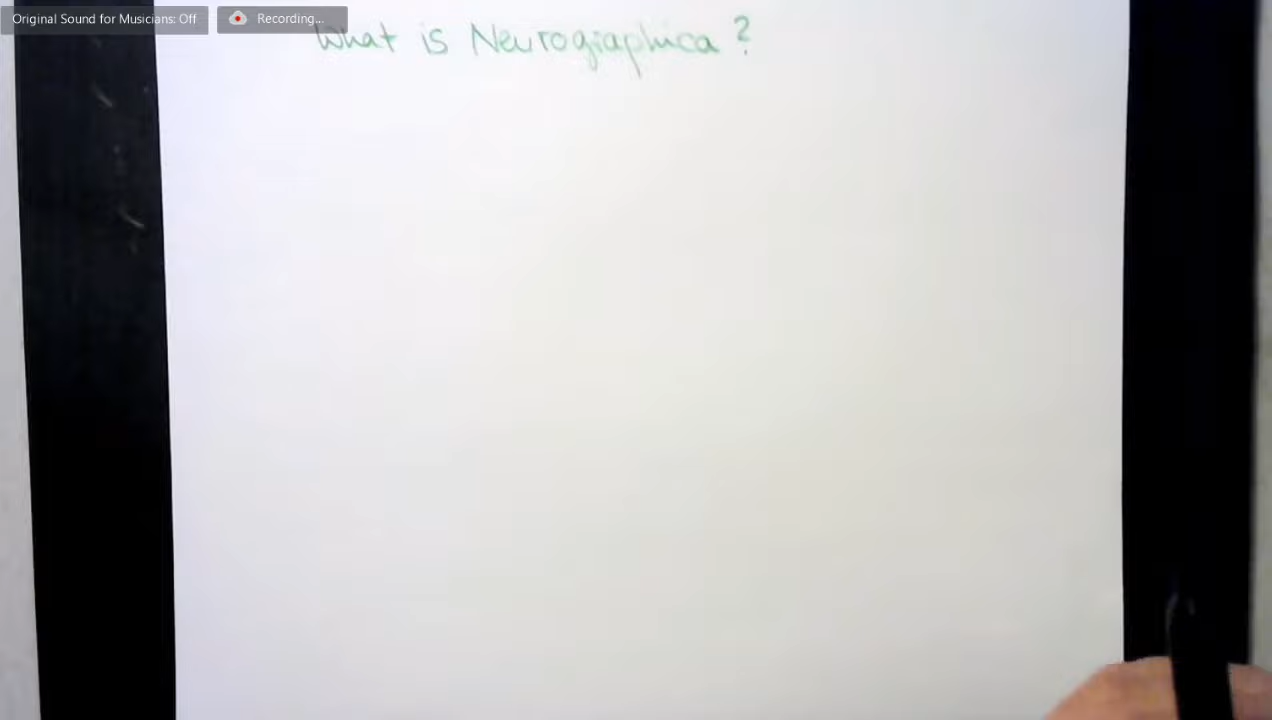 Original Sound for Musicians: Off
Recording...
What is Neurographica?